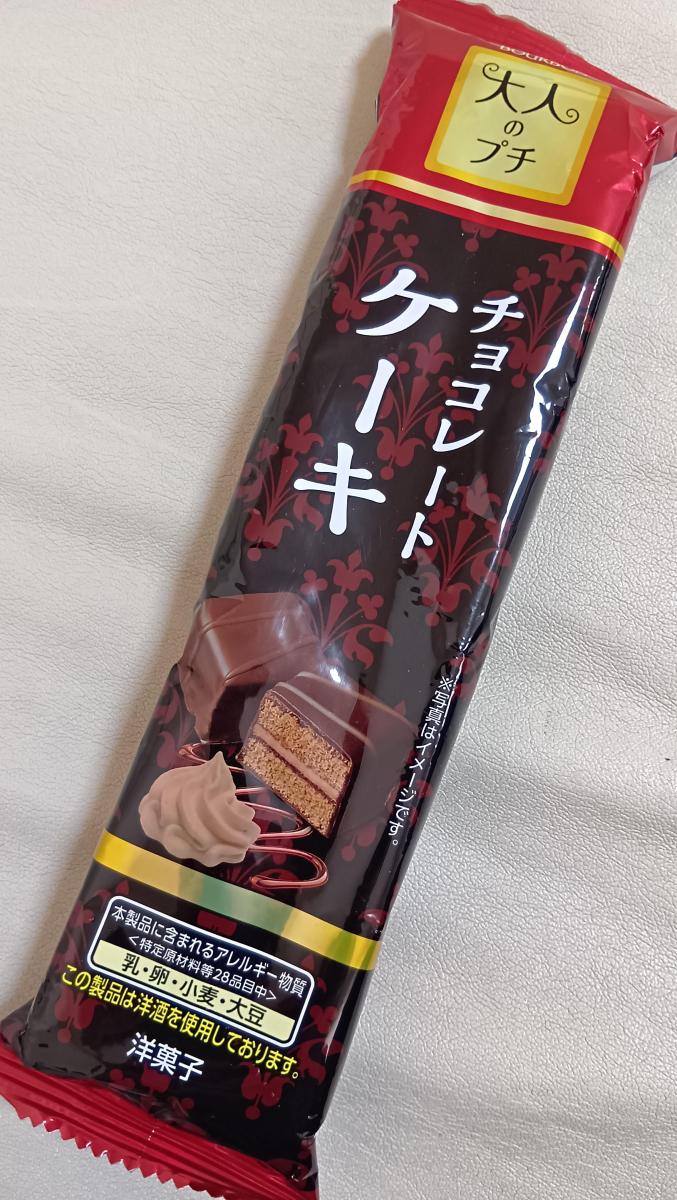 BOURBON
大人
の
プチ
チョコレート
ケーキ
※写真はイメージです。
本製品に含まれるアレルギー物質
<特定原材料等28品目中>
乳・卵・小麦・大豆
この製品は洋酒を使用しております。
洋菓子